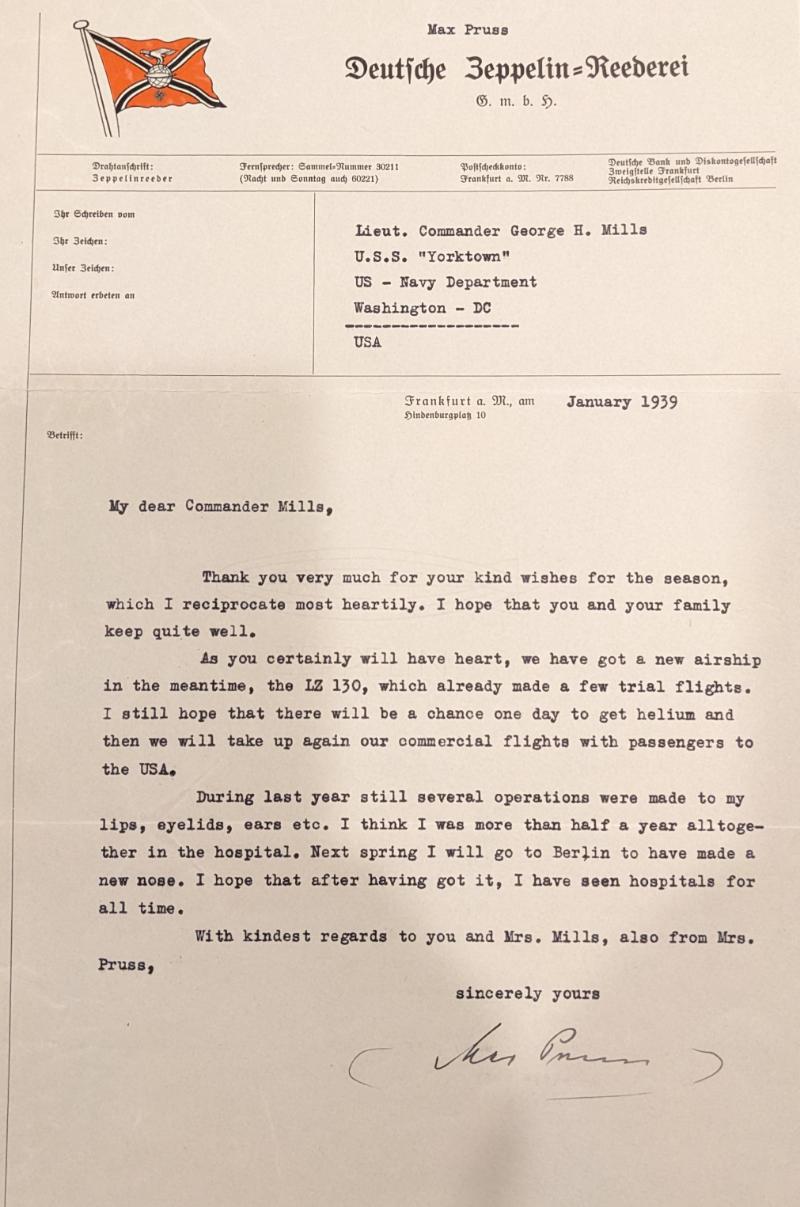 Max Pruss
Deutsche Zeppelin-Reederei
G. m. b. H.
Drahtanschrift:
Zeppelinreeder
Fernsprecher: Sammel-Nummer 30211
(Nacht und Sonntag auch 60221)
Postscheckkonto:
Frankfurt a. M. Nr. 7788
Deutsche Bank und Diskontogesellschaft
Zweigstelle Frankfurt
Reichskreditgesellschaft Berlin
Ihr Schreiben vom
Ihr Zeichen:
Unser Zeichen:
Antwort erbeten an
Lieut. Commander George H. Mills
U.S.S. "Yorktown"
US - Navy Department
Washington - DC
USA
Frankfurt a. M., am January 1939
Hindenburgplatz 10
Betrifft:
My dear Commander Mills,
Thank you very much for your kind wishes for the season,
which I reciprocate most heartily. I hope that you and your family
keep quite well.
As you certainly will have heart, we have got a new airship
in the meantime, the LZ 130, which already made a few trial flights.
I still hope that there will be a chance one day to get helium and
then we will take up again our commercial flights with passengers to
the USA.
During last year still several operations were made to my
lips, eyelids, ears etc. I think I was more than half a year alltoge-
ther in the hospital. Next spring I will go to Berlin to have made a
new nose. I hope that after having got it, I have seen hospitals for
all time.
With kindest regards to you and Mrs. Mills, also from Mrs.
Pruss,
sincerely yours
( Max Pruss )